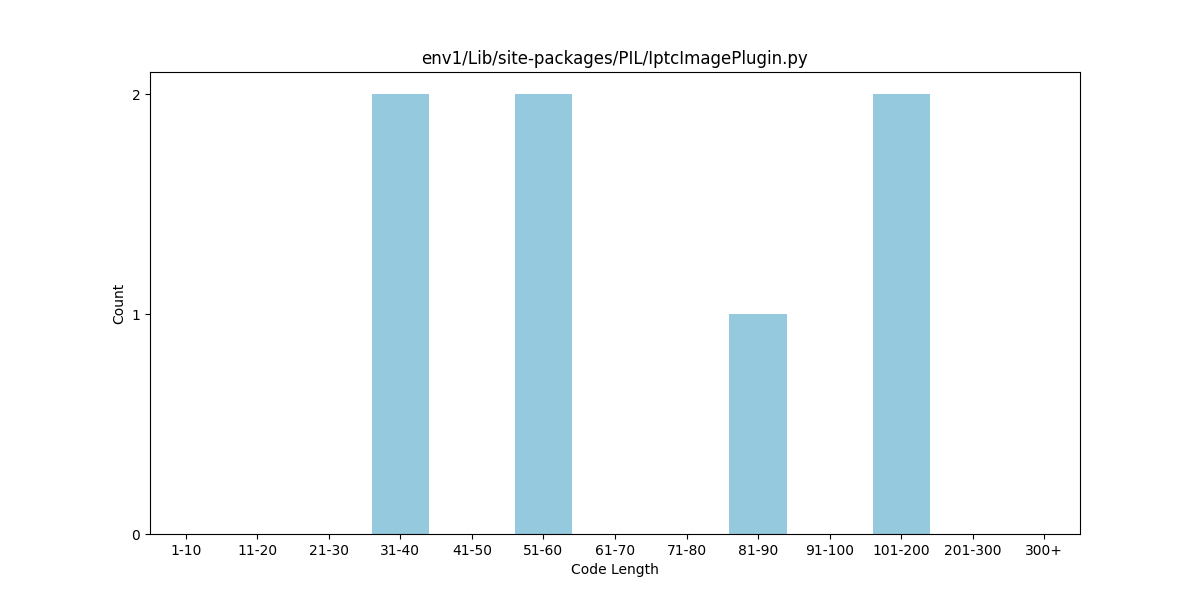 env1/Lib/site-packages/PIL/IptcImagePlugin.py
Count
2
1
0
1-10 11-20 21-30 31-40 41-50 51-60 61-70 71-80 81-90 91-100 101-200 201-300 300+
Code Length